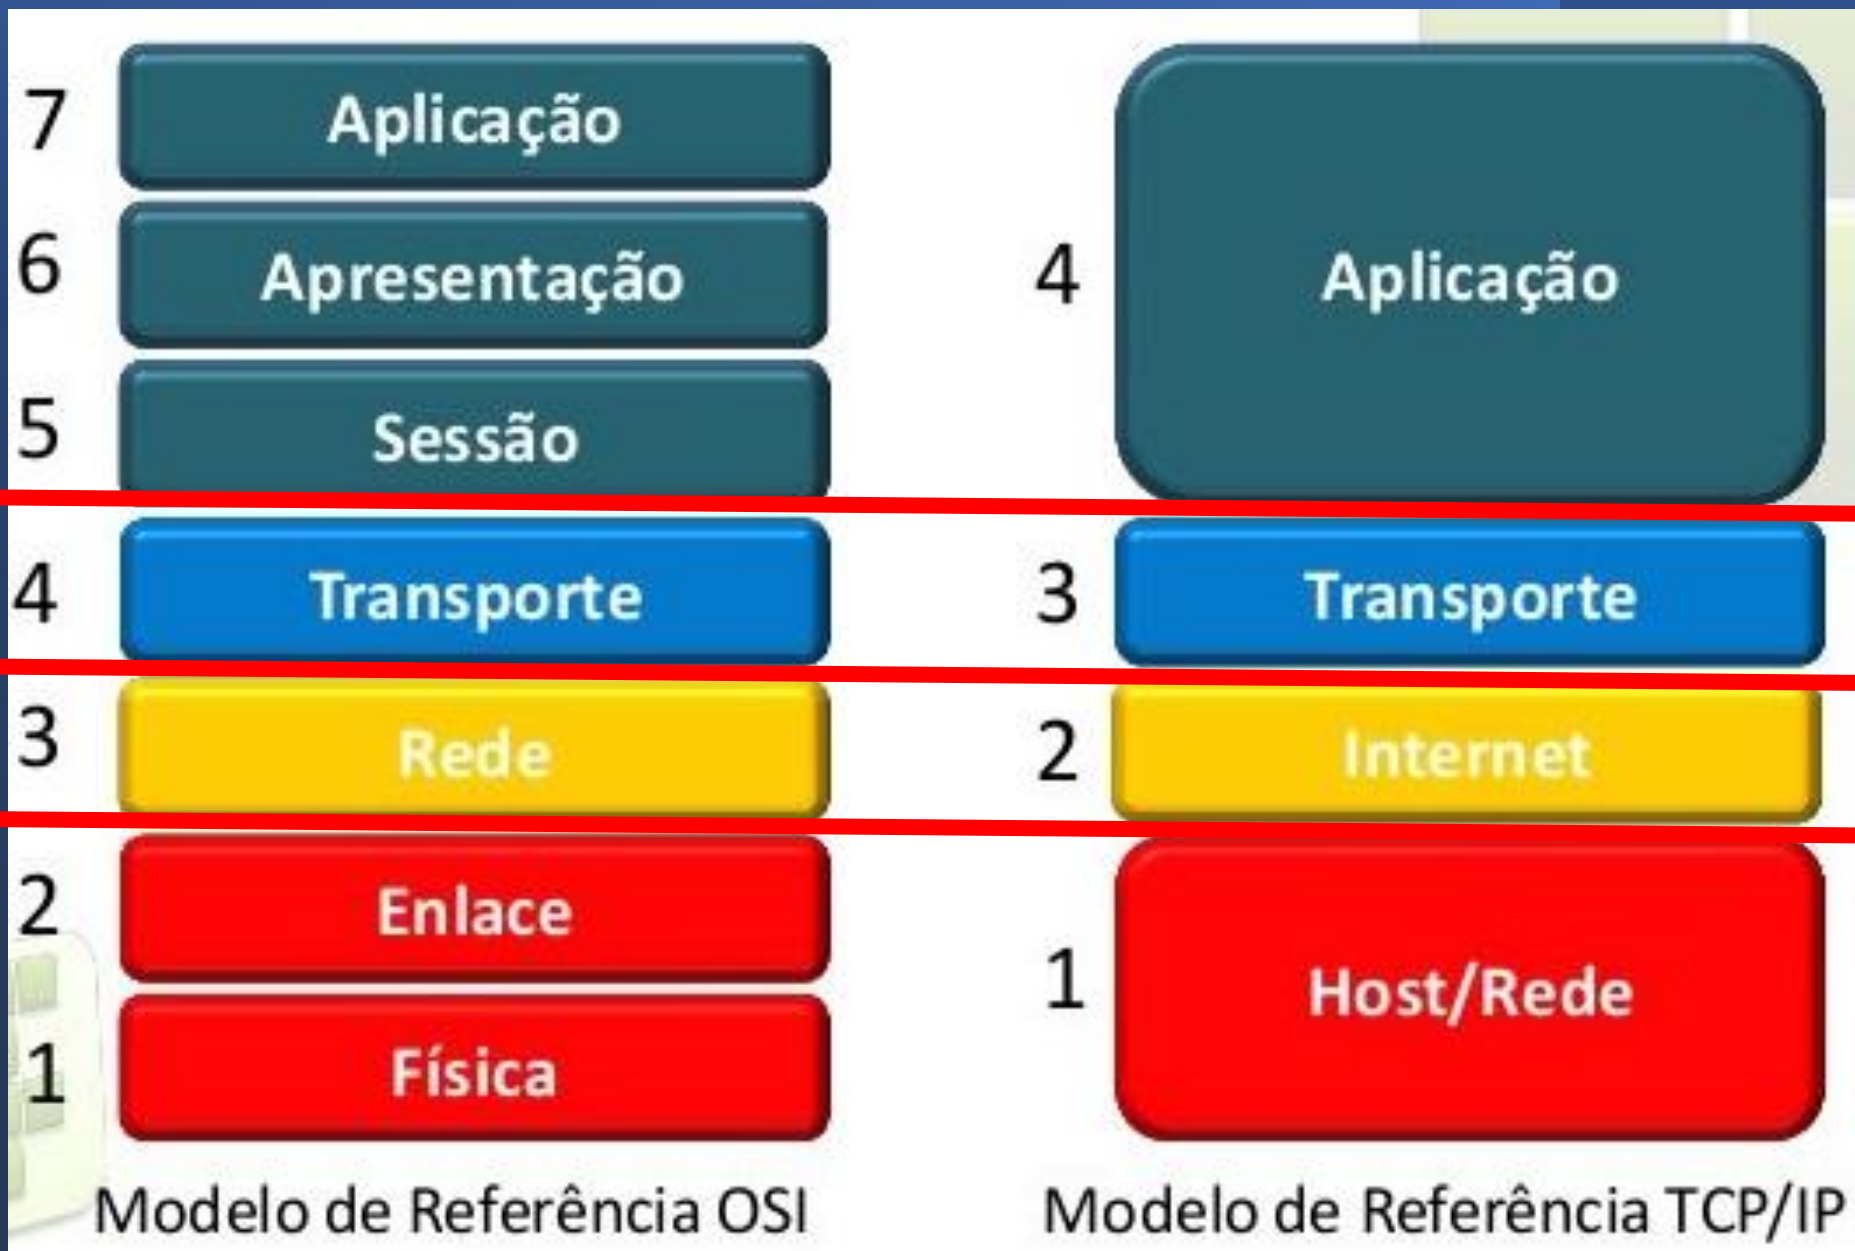 7 Aplicação
6 Apresentação
5 Sessão
4 Transporte
3 Rede
2 Enlace
1 Física
Modelo de Referência OSI
4 Aplicação
3 Transporte
2 Internet
1 Host/Rede
Modelo de Referência TCP/IP